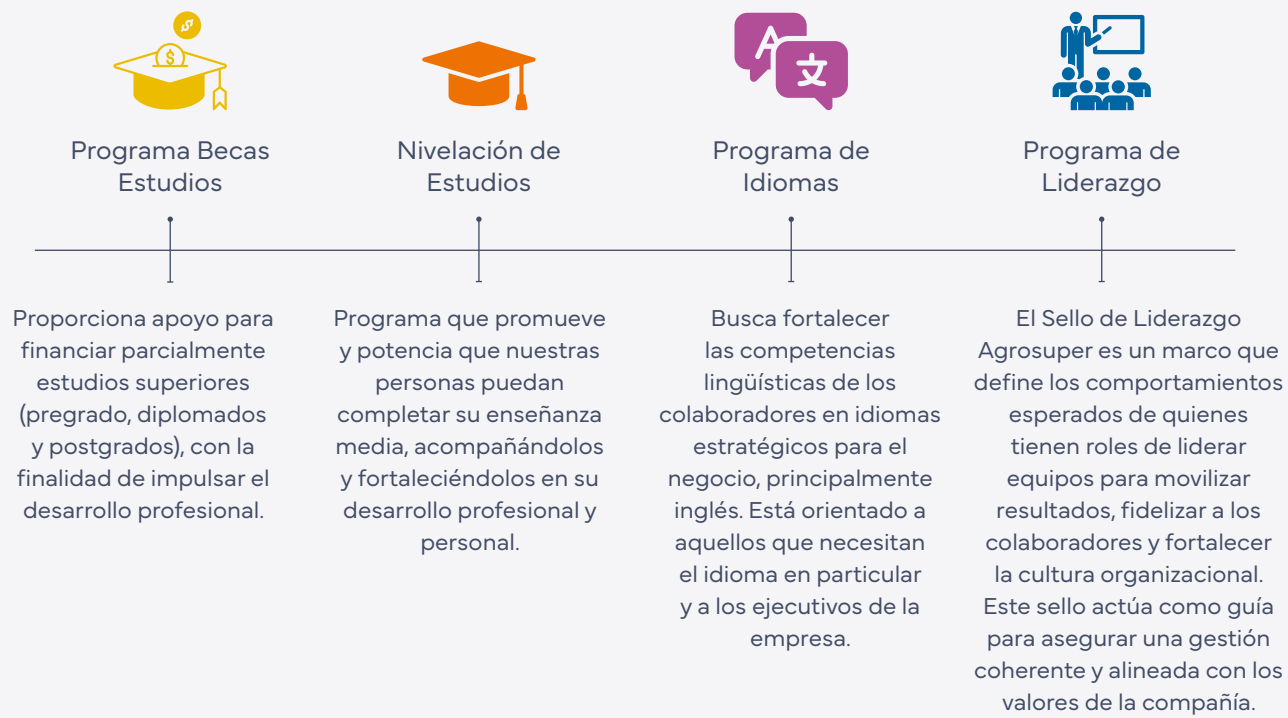 Programa Becas
Estudios
Proporciona apoyo para
financiar parcialmente
estudios superiores
(pregrado, diplomados
y postgrados), con la
finalidad de impulsar el
desarrollo profesional.
Nivelación de
Estudios
Programa que promueve
y potencia que nuestras
personas puedan
completar su enseñanza
media, acompañándolos
y fortaleciéndolos en su
desarrollo profesional y
personal.
A
文
Programa de
Idiomas
Busca fortalecer
las competencias
lingüísticas de los
colaboradores en idiomas
estratégicos para el
negocio, principalmente
inglés. Está orientado a
aquellos que necesitan
el idioma en particular
y a los ejecutivos de la
empresa.
Programa de
Liderazgo
El Sello de Liderazgo
Agrosuper es un marco que
define los comportamientos
esperados de quienes
tienen roles de liderar
equipos para movilizar
resultados, fidelizar a los
colaboradores y fortalecer
la cultura organizacional.
Este sello actúa como guía
para asegurar una gestión
coherente y alineada con los
valores de la compañía.